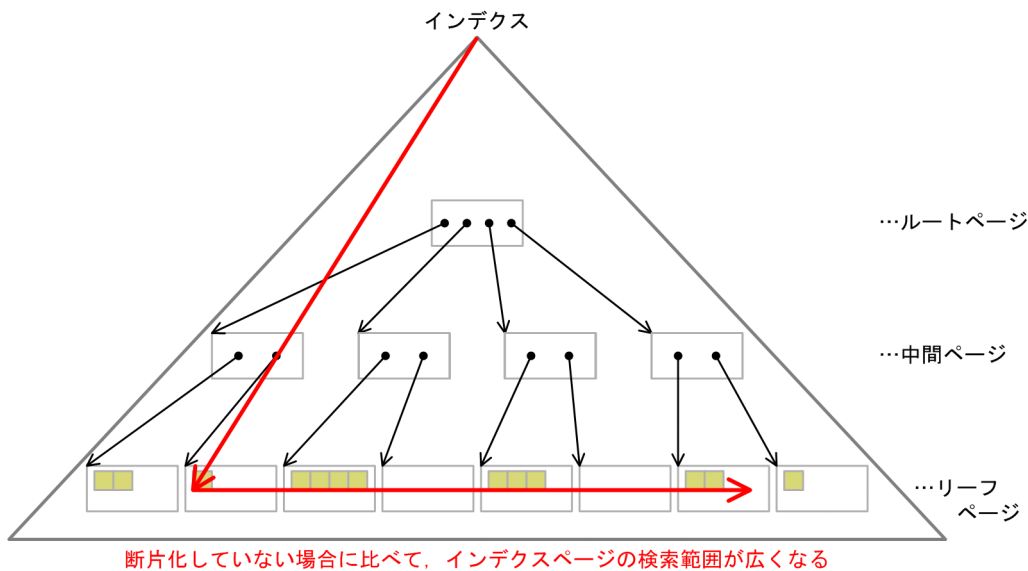 インデクス
…ルートページ
…中間ページ
…リーフ
ページ
断片化していない場合に比べて，インデクスページの検索範囲が広くなる